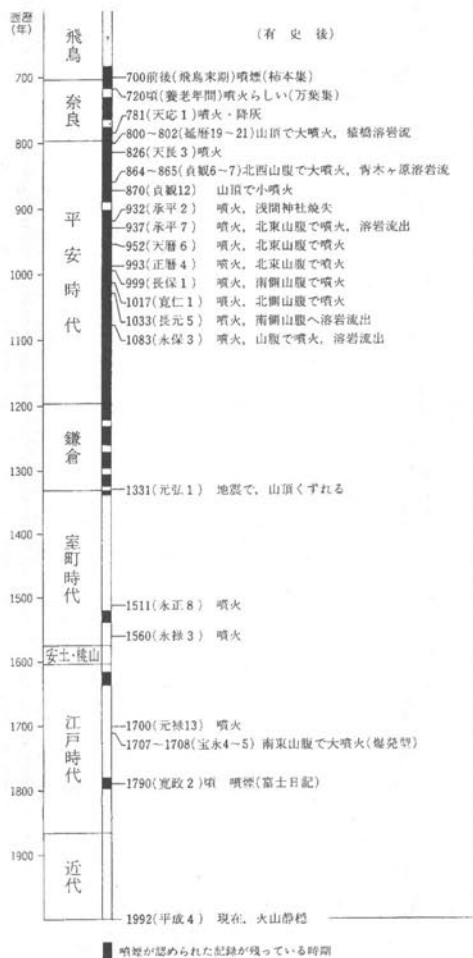 西暦
(年)
(有史後)
飛鳥
700
700前後(飛鳥末期)噴煙(柿本集)
720頃(養老年間)噴火らしい(万葉集)
奈良
781(天応1)噴火・降灰
800
800~802(延暦19~21)山頂で大噴火,猿橋溶岩流
826(天長3)噴火
864~865(貞観6~7)北西山腹で大噴火,青木ヶ原溶岩流
870(貞観12) 山頂で小噴火
900
932(承平2) 噴火,浅間神社焼失
937(承平7) 噴火,北東山腹で噴火,溶岩流出
952(天暦6) 噴火,北東山腹で噴火
993(正暦4) 噴火,北東山腹で噴火
平安時代
1000
999(長保1) 噴火,南側山腹で噴火
1017(寛仁1) 噴火,北側山腹で噴火
1033(長元5) 噴火,南側山腹へ溶岩流出
1083(永保3) 噴火,山腹で噴火,溶岩流出
1100
1200
鎌倉
1300
1331(元弘1) 地震で,山頂くずれる
1400
室町時代
1500
1511(永正8) 噴火
1560(永禄3) 噴火
安土・桃山
1600
江戸時代
1700
1700(元禄13) 噴火
1707~1708(宝永4~5) 南東山腹で大噴火(爆発型)
1790(寛政2)頃 噴煙(富士日記)
1800
1900
近代
1992(平成4) 現在,火山静穏
噴煙が認められた記録が残っている時期